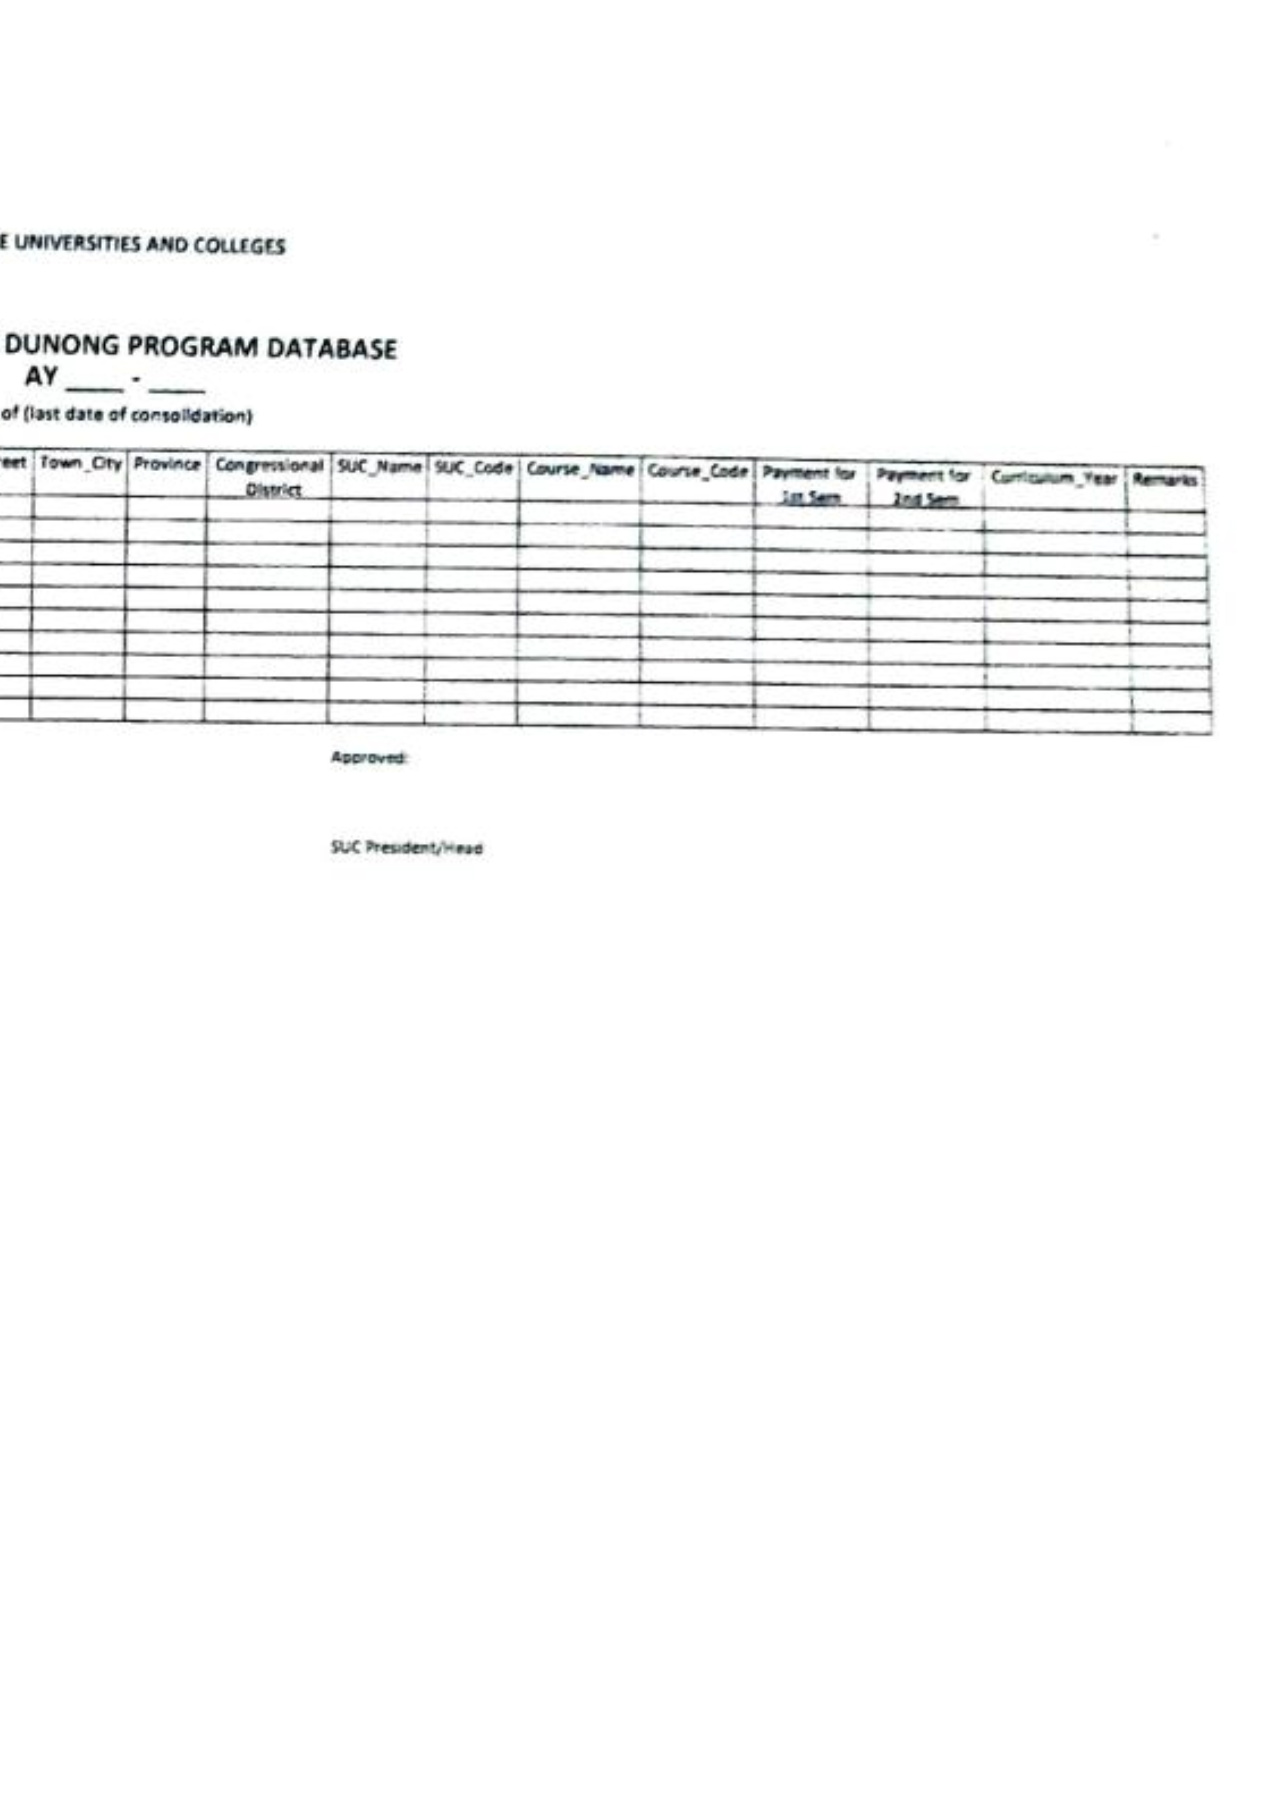 E UNIVERSITIES AND COLLEGES
DUNONG PROGRAM DATABASE
AY ____ - ____
of (last date of consolidation)
reet Town_City Province Congressional District SUC_Name SUC_Code Course_Name Course_Code Payment for 1st Sem Payment for 2nd Sem Curriculum_Year Remarks
Approved:
SUC President/Head